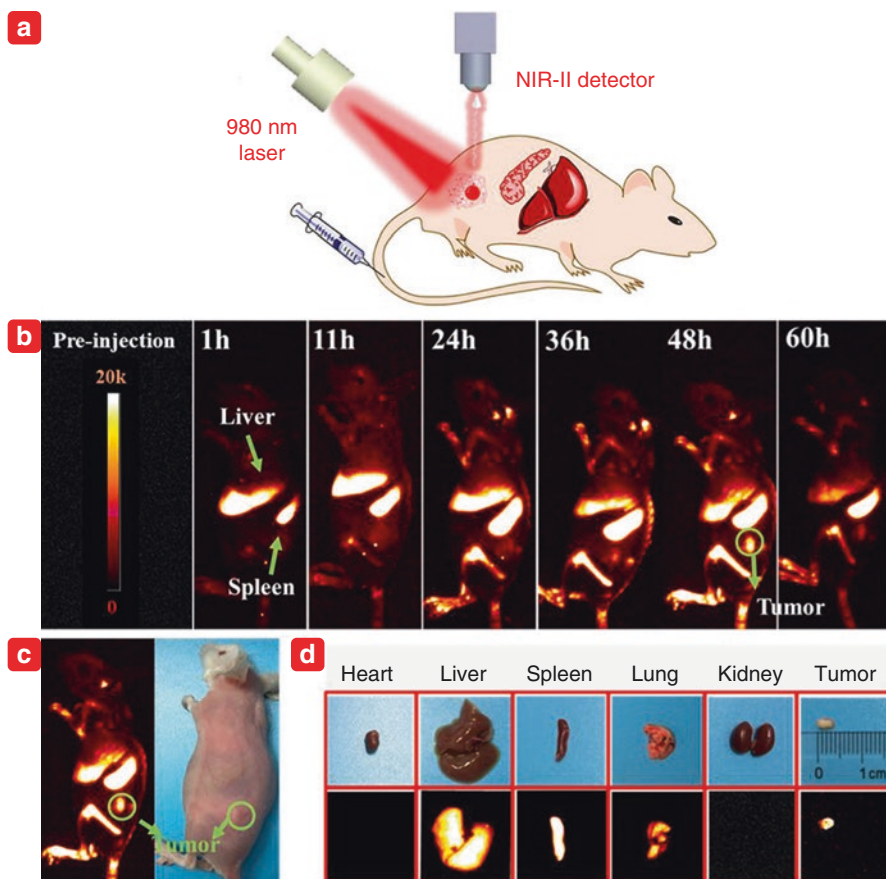 a
NIR-II detector
980 nm
laser
b
Pre-injection
20k
0
1h
11h
24h
36h
48h
60h
Liver
Spleen
Tumor
c
Tumor
d
Heart
Liver
Spleen
Lung
Kidney
Tumor
0 1 cm